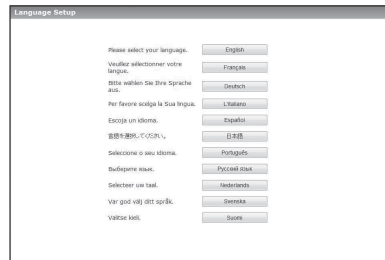 Language Setup
Please select your language. English
Veuillez sélectionner votre langue. Français
Bitte wählen Sie Ihre Sprache aus. Deutsch
Per favore scelga la Sua lingua. L'Italiano
Escoja un idioma. Español
言語を選択してください。 日本語
Seleccione o seu idioma. Português
Выберите язык. Русский язык
Selecteer uw taal. Nederlands
Var god välj ditt språk. Svenska
Valitse kieli. Suomi